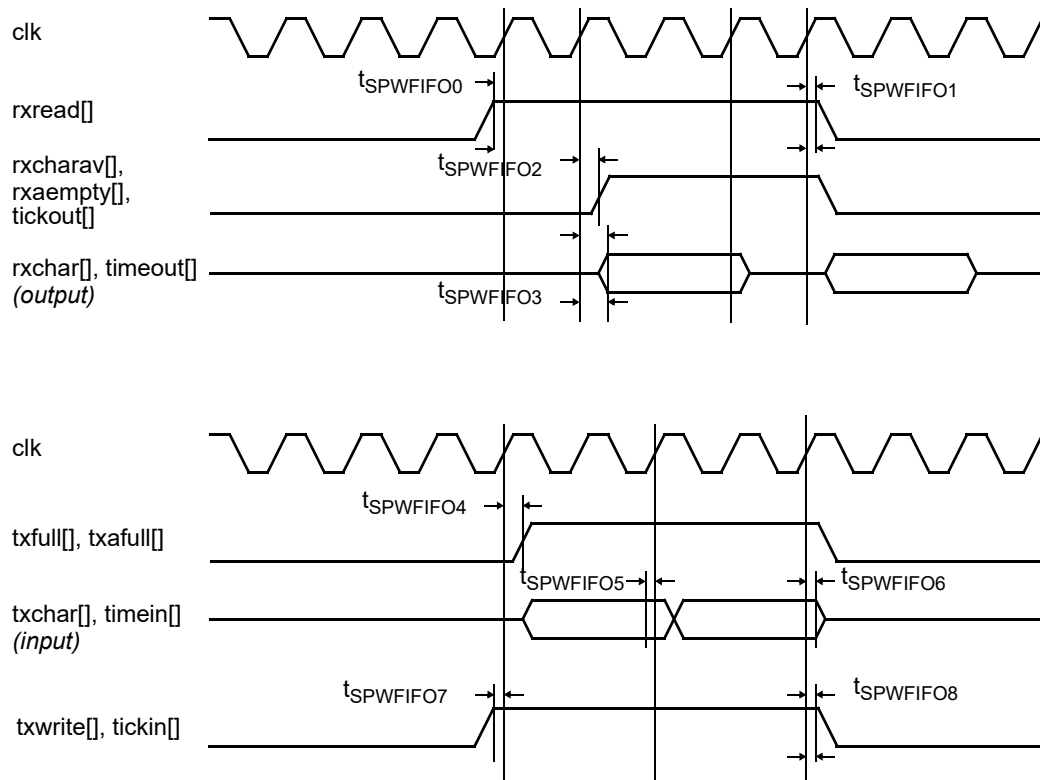 clk
tSPWFIFO0
tSPWFIFO1
rxread[]
rxcharav[],
rxaempty[],
tickout[]
tSPWFIFO2
rxchar[], timeout[]
(output)
tSPWFIFO3
clk
tSPWFIFO4
txfull[], txafull[]
tSPWFIFO5
tSPWFIFO6
txchar[], timein[]
(input)
tSPWFIFO7
tSPWFIFO8
txwrite[], tickin[]